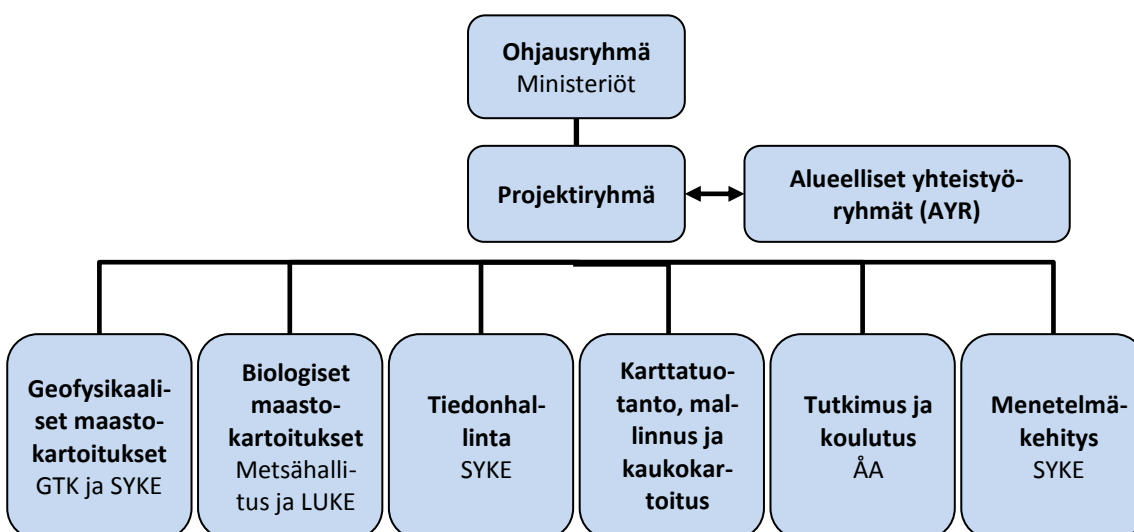 Ohjausryhmä
Ministeriöt
Projektiryhmä
Alueelliset yhteistyö-
ryhmät (AYR)
Geofysikaali-
set maasto-
kartoitukset
GTK ja SYKE
Biologiset
maasto-
kartoitukset
Metsähalli-
tus ja LUKE
Tiedonhal-
linta
SYKE
Karttatuo-
tanto, mal-
linnus ja
kaukokar-
toitus
Tutkimus ja
koulutus
ÅA
Menetelmä-
kehitys
SYKE